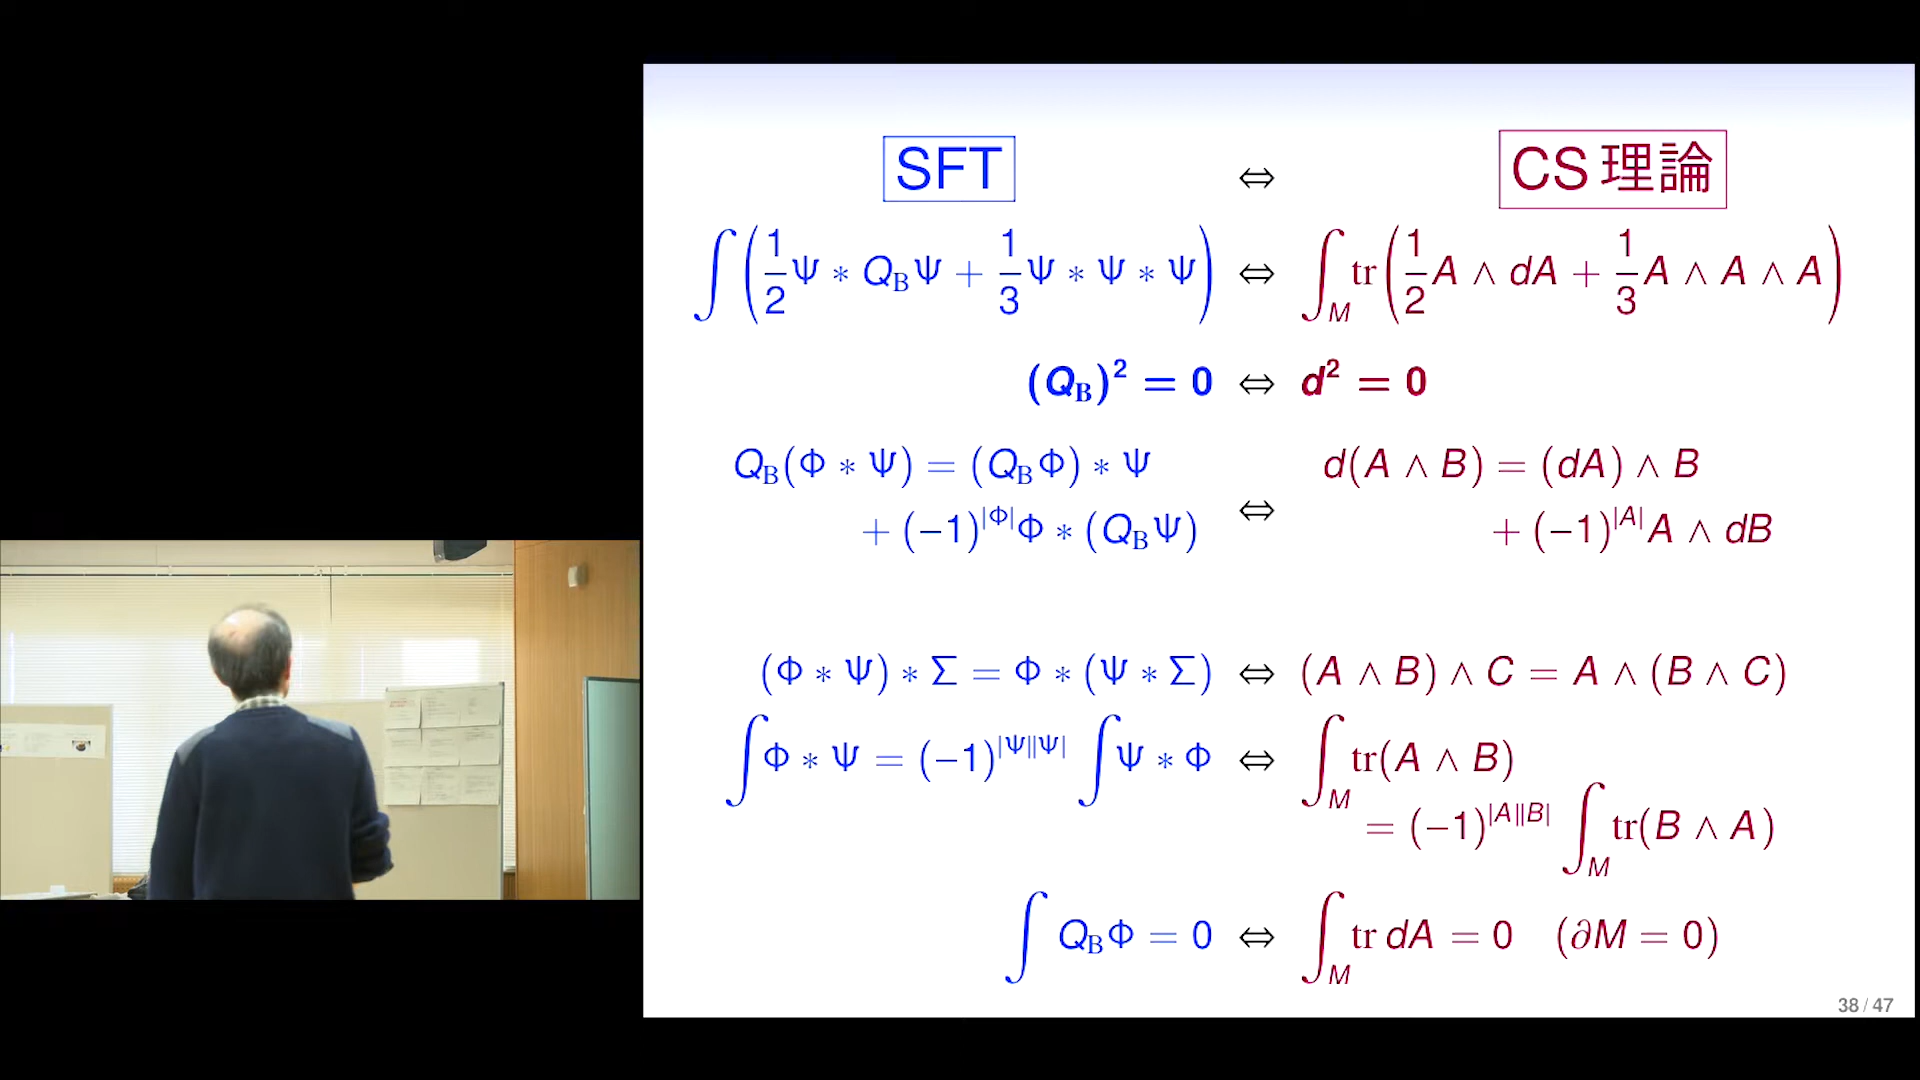 SFT ⇔ CS 理論
∫ ( 1/2 Ψ ∗ Q_B Ψ + 1/3 Ψ ∗ Ψ ∗ Ψ ) ⇔ ∫_M tr ( 1/2 A ∧ dA + 1/3 A ∧ A ∧ A )
(Q_B)² = 0 ⇔ d² = 0
Q_B(Φ ∗ Ψ) = (Q_B Φ) ∗ Ψ + (−1)^{|Φ|} Φ ∗ (Q_B Ψ) ⇔ d(A ∧ B) = (dA) ∧ B + (−1)^{|A|} A ∧ dB
(Φ ∗ Ψ) ∗ Σ = Φ ∗ (Ψ ∗ Σ) ⇔ (A ∧ B) ∧ C = A ∧ (B ∧ C)
∫ Φ ∗ Ψ = (−1)^{|Ψ||Ψ|} ∫ Ψ ∗ Φ ⇔ ∫_M tr(A ∧ B)
= (−1)^{|A||B|} ∫_M tr(B ∧ A)
∫ Q_B Φ = 0 ⇔ ∫_M tr dA = 0 (∂M = 0)
38 / 47